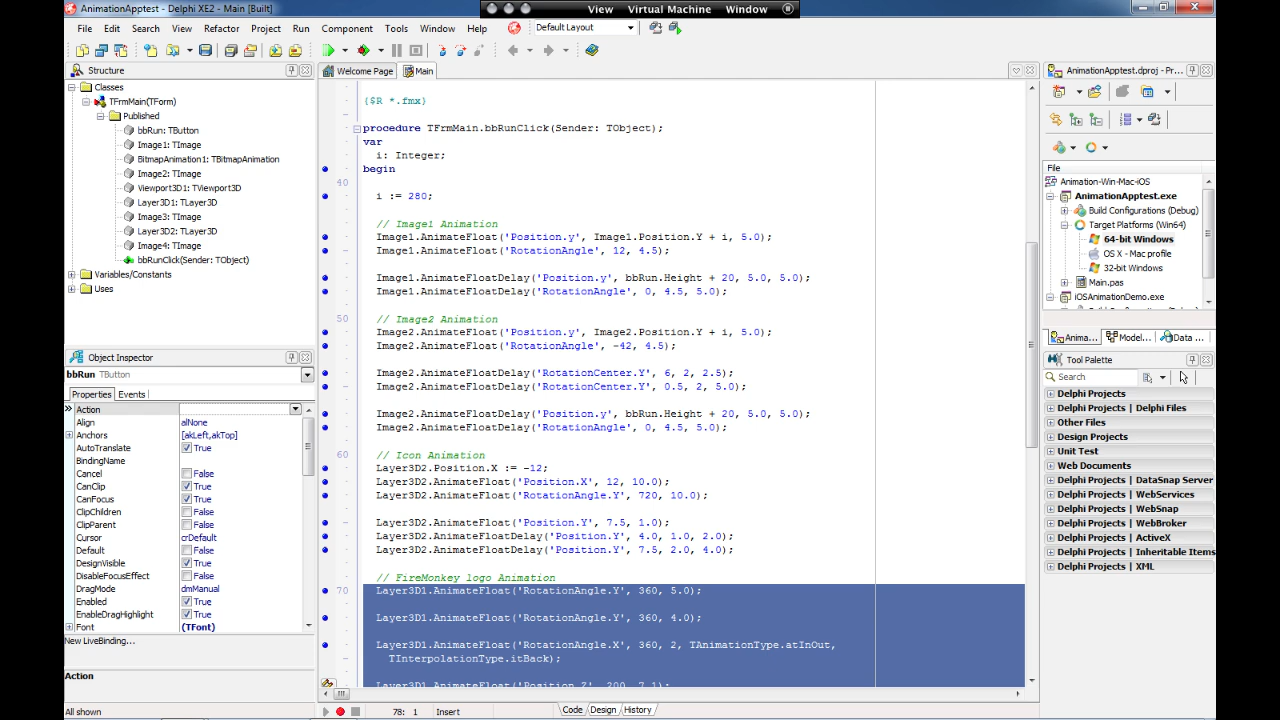 AnimationApptest - Delphi XE2 - Main [Built]
View Virtual Machine Window
File Edit Search View Refactor Project Run Component Tools Window Help
Default Layout
Structure
Classes
TFrmMain(TForm)
Published
bbRun: TButton
Image1: TImage
BitmapAnimation1: TBitmapAnimation
Image2: TImage
Viewport3D1: TViewport3D
Layer3D1: TLayer3D
Image3: TImage
Layer3D2: TLayer3D
Image4: TImage
bbRunClick(Sender: TObject)
Variables/Constants
Uses
Object Inspector
bbRun TButton
Properties Events
Action
Align alNone
Anchors [akLeft,akTop]
AutoTranslate True
BindingName
Cancel False
CanClip True
CanFocus True
ClipChildren False
ClipParent False
Cursor crDefault
Default False
DesignVisible True
DisableFocusEffect False
DragMode dmManual
Enabled True
EnableDragHighlight True
Font (TFont)
New LiveBinding...
Action
All shown
Welcome Page Main
{$R *.fmx}
procedure TFrmMain.bbRunClick(Sender: TObject);
var
i: Integer;
begin
40
i := 280;
// Image1 Animation
Image1.AnimateFloat('Position.y', Image1.Position.Y + i, 5.0);
Image1.AnimateFloat('RotationAngle', 12, 4.5);
Image1.AnimateFloatDelay('Position.y', bbRun.Height + 20, 5.0, 5.0);
Image1.AnimateFloatDelay('RotationAngle', 0, 4.5, 5.0);
50 // Image2 Animation
Image2.AnimateFloat('Position.y', Image2.Position.Y + i, 5.0);
Image2.AnimateFloat('RotationAngle', -42, 4.5);
Image2.AnimateFloatDelay('RotationCenter.Y', 6, 2, 2.5);
Image2.AnimateFloatDelay('RotationCenter.Y', 0.5, 2, 5.0);
Image2.AnimateFloatDelay('Position.y', bbRun.Height + 20, 5.0, 5.0);
Image2.AnimateFloatDelay('RotationAngle', 0, 4.5, 5.0);
60 // Icon Animation
Layer3D2.Position.X := -12;
Layer3D2.AnimateFloat('Position.X', 12, 10.0);
Layer3D2.AnimateFloat('RotationAngle.Y', 720, 10.0);
Layer3D2.AnimateFloat('Position.Y', 7.5, 1.0);
Layer3D2.AnimateFloatDelay('Position.Y', 4.0, 1.0, 2.0);
Layer3D2.AnimateFloatDelay('Position.Y', 7.5, 2.0, 4.0);
// FireMonkey logo Animation
70 Layer3D1.AnimateFloat('RotationAngle.Y', 360, 5.0);
Layer3D1.AnimateFloat('RotationAngle.Y', 360, 4.0);
Layer3D1.AnimateFloat('RotationAngle.X', 360, 2, TAnimationType.atInOut,
TInterpolationType.itBack);
Layer3D1.AnimateFloat('Position.Z', 200, 7.1);
78: 1 Insert Code Design History
AnimationApptest.dproj - Pr...
File
Animation-Win-Mac-iOS
AnimationApptest.exe
Build Configurations (Debug)
Target Platforms (Win64)
64-bit Windows
OS X - Mac profile
32-bit Windows
Main.pas
iOSAnimationDemo.exe
Anima... Model... Data ...
Tool Palette
Search
Delphi Projects
Delphi Projects | Delphi Files
Other Files
Design Projects
Unit Test
Web Documents
Delphi Projects | DataSnap Server
Delphi Projects | WebServices
Delphi Projects | WebSnap
Delphi Projects | WebBroker
Delphi Projects | ActiveX
Delphi Projects | Inheritable Items
Delphi Projects | XML